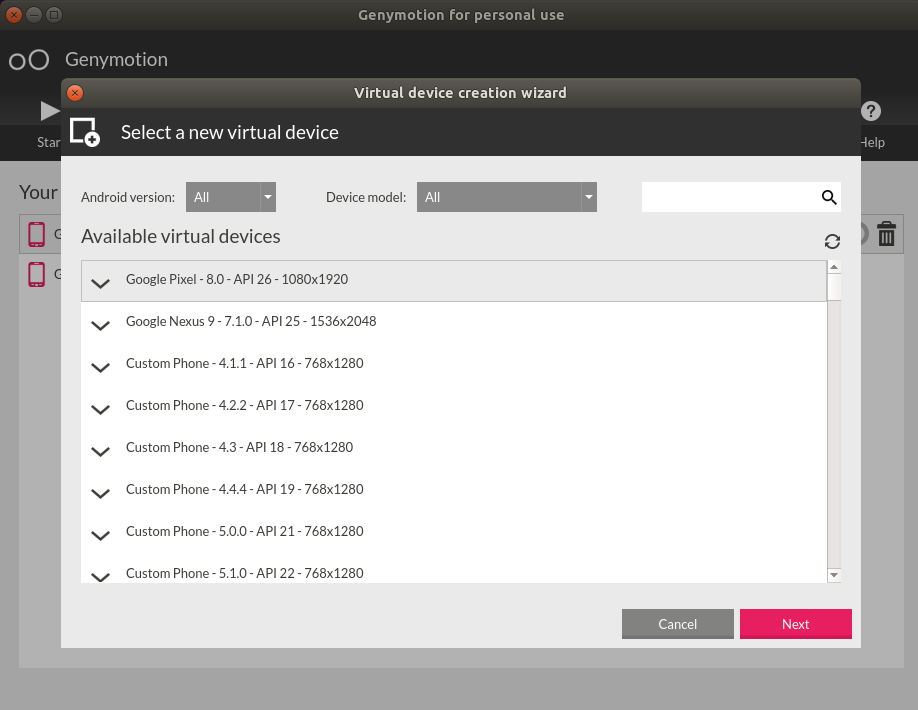 Genymotion for personal use
Genymotion
Virtual device creation wizard
Select a new virtual device
Star
Help
Your
Android version: All
Device model: All
Available virtual devices
Google Pixel - 8.0 - API 26 - 1080x1920
Google Nexus 9 - 7.1.0 - API 25 - 1536x2048
Custom Phone - 4.1.1 - API 16 - 768x1280
Custom Phone - 4.2.2 - API 17 - 768x1280
Custom Phone - 4.3 - API 18 - 768x1280
Custom Phone - 4.4.4 - API 19 - 768x1280
Custom Phone - 5.0.0 - API 21 - 768x1280
Custom Phone - 5.1.0 - API 22 - 768x1280
Cancel
Next